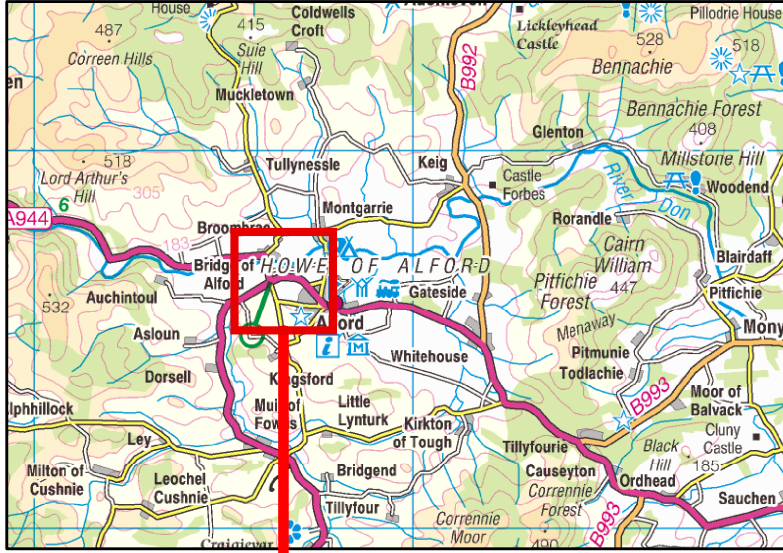 House
415
Coldwells
Croft
Lickleyhead
Castle
Pillodrie House
487
Correen Hills
Suie
Hill
B992
528
518
Bennachie
Muckletown
Bennachie Forest
Glenton
408
Millstone Hill
518
Lord Arthur's
Hill
Tullynessle
Keig
Castle
Forbes
River
Don
Woodend
305
A944
6
Montgarrie
Rorandle
183
Broombrae
Cairn
William
447
Blairdaff
HOWE OF ALFORD
Bridge of
Alford
Pitfichie
Forest
Pitfichie
Auchintoul
Gateside
532
Alford
Menaway
Mony
Asloun
Whitehouse
Pitmunie
Todlachie
Dorsell
Kingsford
B993
Moor of
Balvack
Alphhillock
Muir of
Fowlis
Little
Lynturk
Kirkton
of Tough
Cluny
Castle
Ley
Tillyfourie
Black
Hill
185
Milton of
Cushnie
Leochel
Cushnie
Bridgend
Causeyton
Ordhead
Tillyfour
Corrennie
Forest
Sauchen
Corrennie
Moor
B993
Craigievar
490